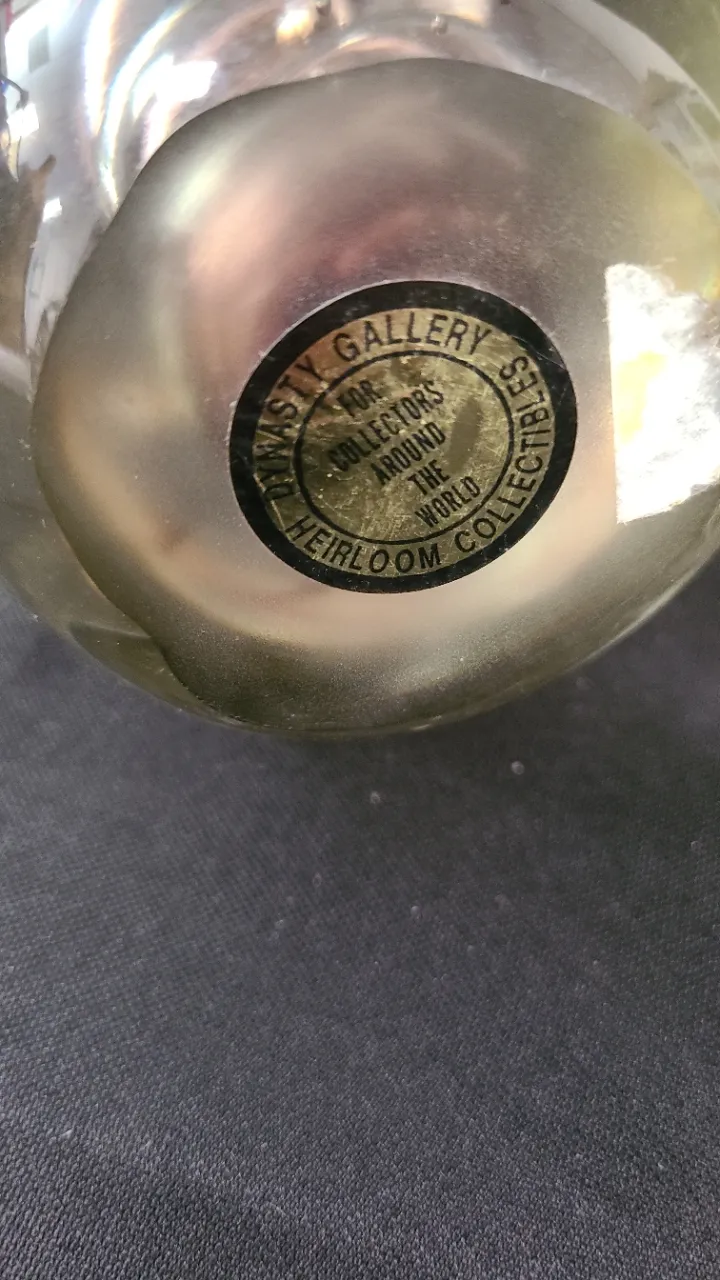 DYNASTY GALLERY
HEIRLOOM COLLECTIBLES
FOR
COLLECTORS
AROUND
THE
WORLD